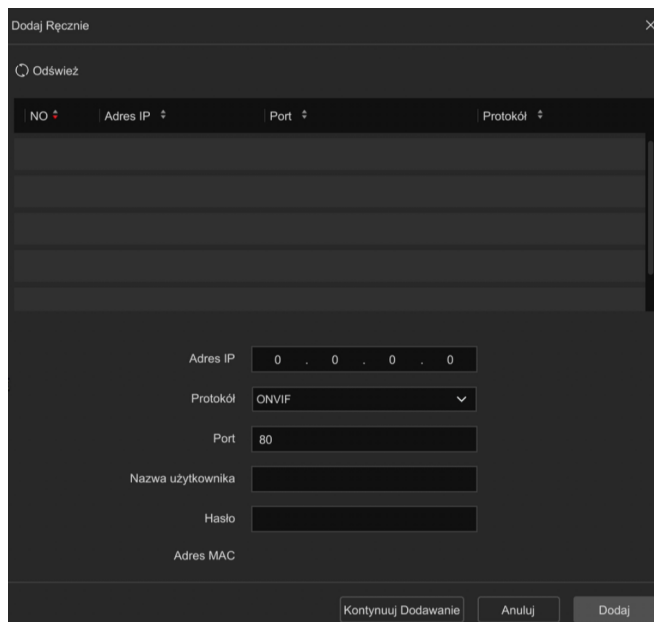 Dodaj Ręcznie
Odśwież
NO Adres IP Port Protokół
Adres IP 0 . 0 . 0 . 0
Protokół ONVIF
Port 80
Nazwa użytkownika
Hasło
Adres MAC
Kontynuuj Dodawanie Anuluj Dodaj